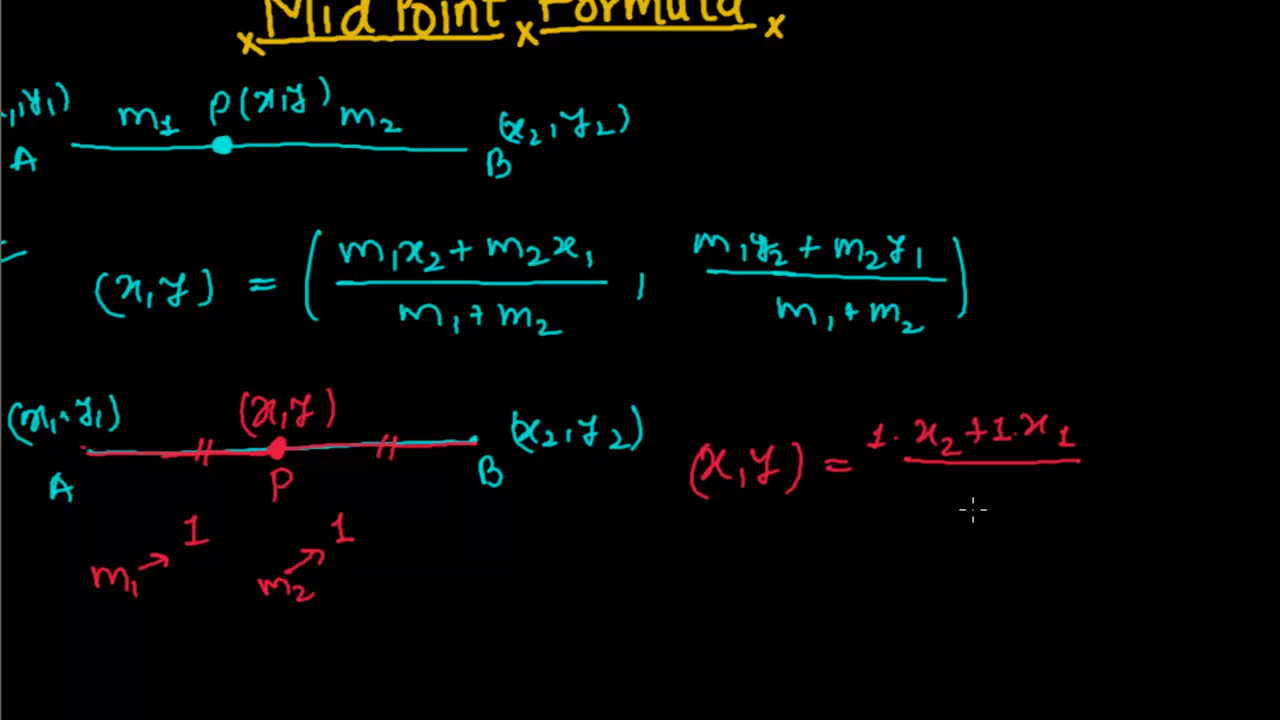 Mid Point Formula
,y₁) m₁ P(x,y) m₂ (x₂,y₂)
A B
(x,y) = ( m₁x₂ + m₂x₁ / m₁ + m₂ , m₁y₂ + m₂y₁ / m₁ + m₂ )
(x₁,y₁) (x,y) (x₂,y₂)
A P B
(x,y) = 1.x₂+1.x₁
1 1
m₁→ m₂→